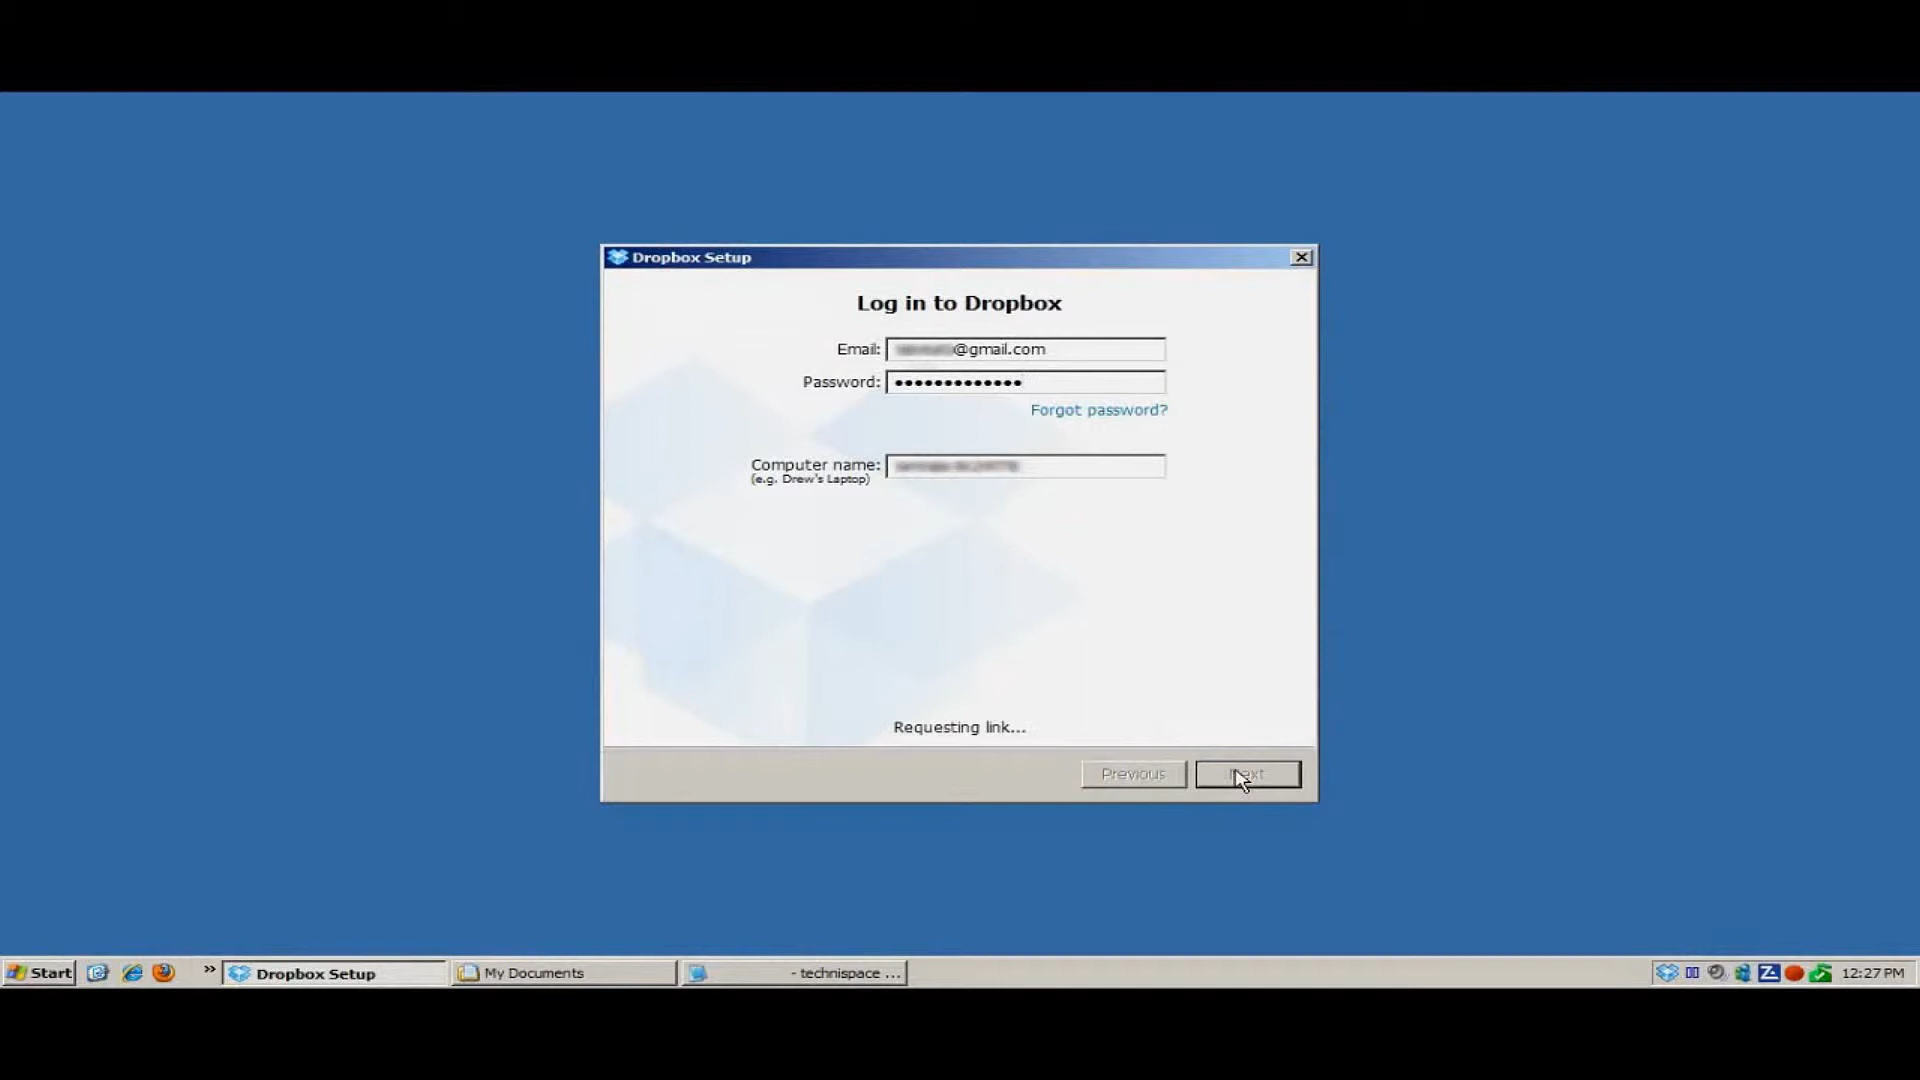 Dropbox Setup
Log in to Dropbox
Email: @gmail.com
Password: •••••••••••••
Forgot password?
Computer name:
(e.g. Drew's Laptop)
Requesting link...
Previous Next
Start Dropbox Setup My Documents - technispace ... 12:27 PM